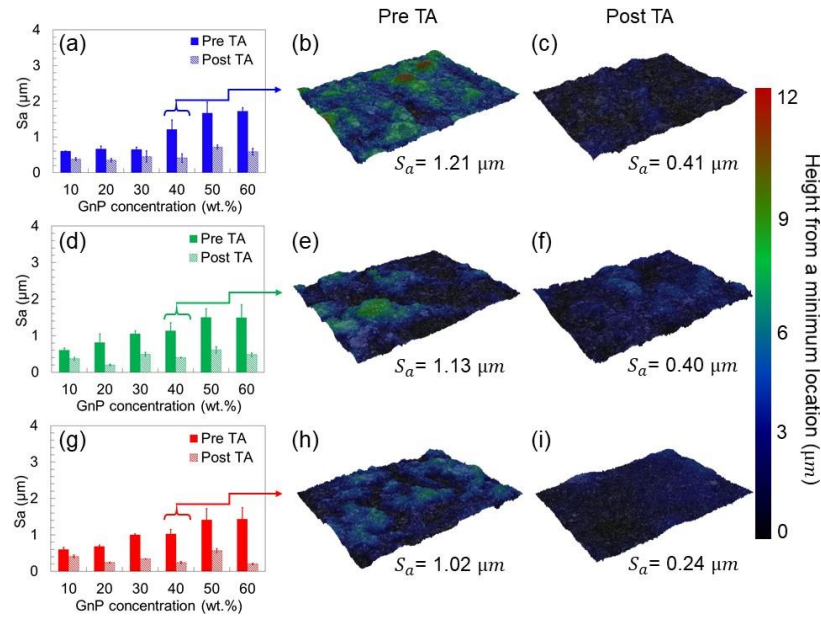 Pre TA
Post TA
(a)
4
3
2
1
0
Sa (μm)
Pre TA
Post TA
10 20 30 40 50 60
GnP concentration (wt.%)
(b)
Sₐ= 1.21 μm
(c)
Sₐ= 0.41 μm
(d)
4
3
2
1
0
Sa (μm)
Pre TA
Post TA
10 20 30 40 50 60
GnP concentration (wt.%)
(e)
Sₐ= 1.13 μm
(f)
Sₐ= 0.40 μm
(g)
4
3
2
1
0
Sa (μm)
Pre TA
Post TA
10 20 30 40 50 60
GnP concentration (wt.%)
(h)
Sₐ= 1.02 μm
(i)
Sₐ= 0.24 μm
12
9
6
3
0
Height from a minimum location (μm)